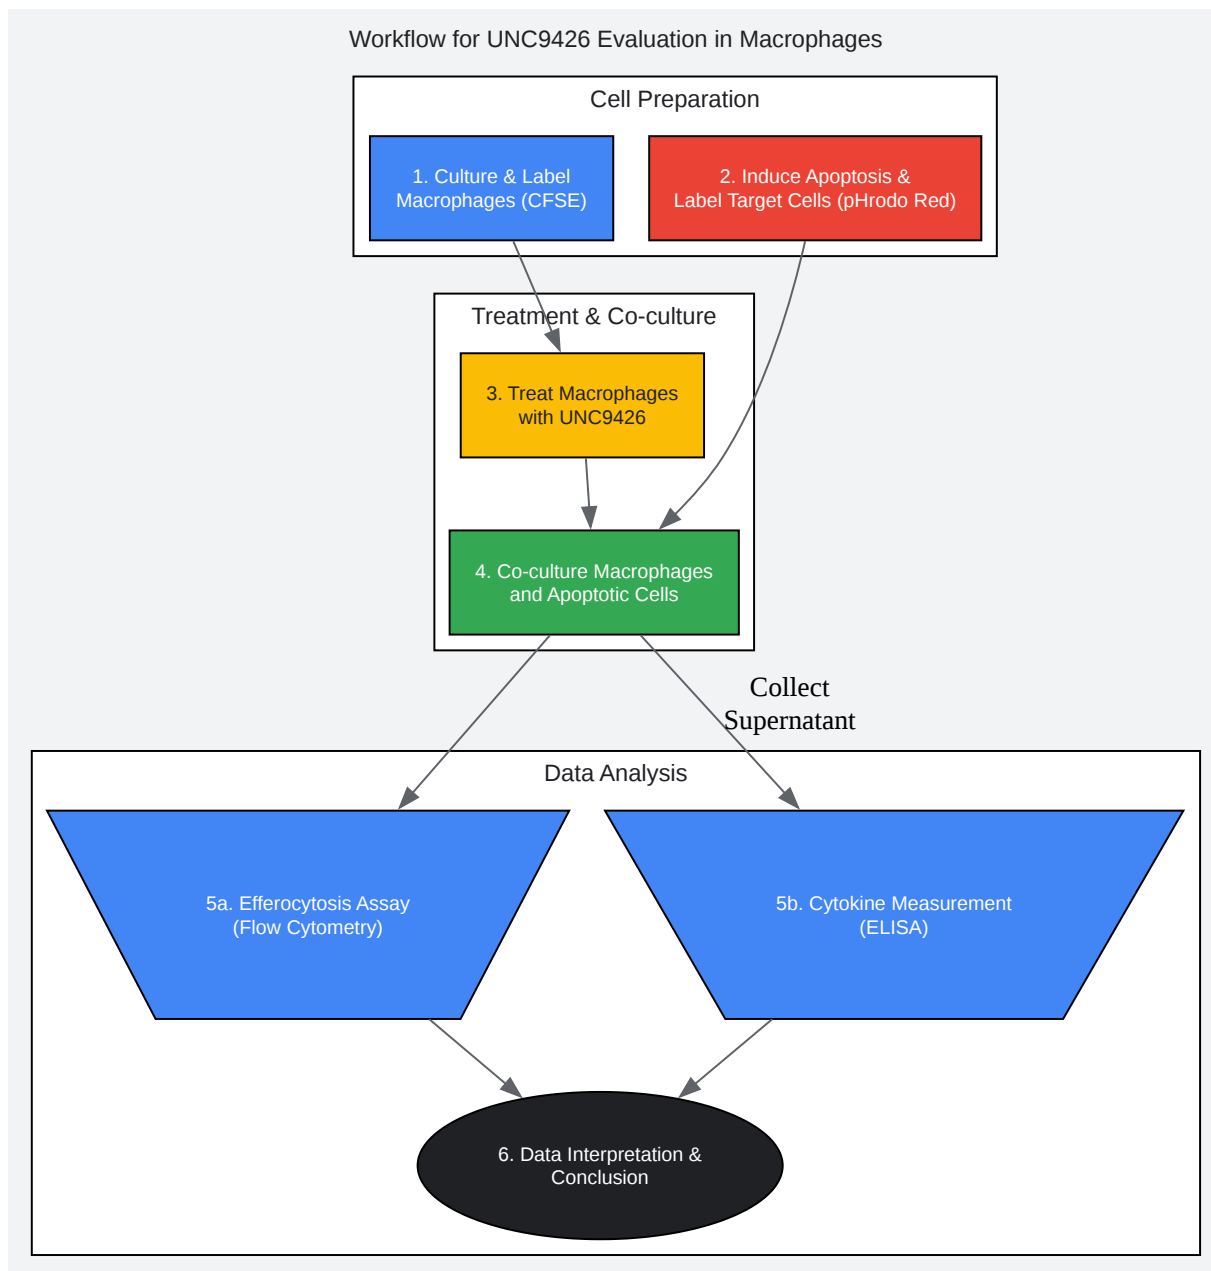 Workflow for UNC9426 Evaluation in Macrophages
Cell Preparation
1. Culture & Label
Macrophages (CFSE)
2. Induce Apoptosis &
Label Target Cells (pHrodo Red)
Treatment & Co-culture
3. Treat Macrophages
with UNC9426
4. Co-culture Macrophages
and Apoptotic Cells
Collect
Supernatant
Data Analysis
5a. Efferocytosis Assay
(Flow Cytometry)
5b. Cytokine Measurement
(ELISA)
6. Data Interpretation &
Conclusion